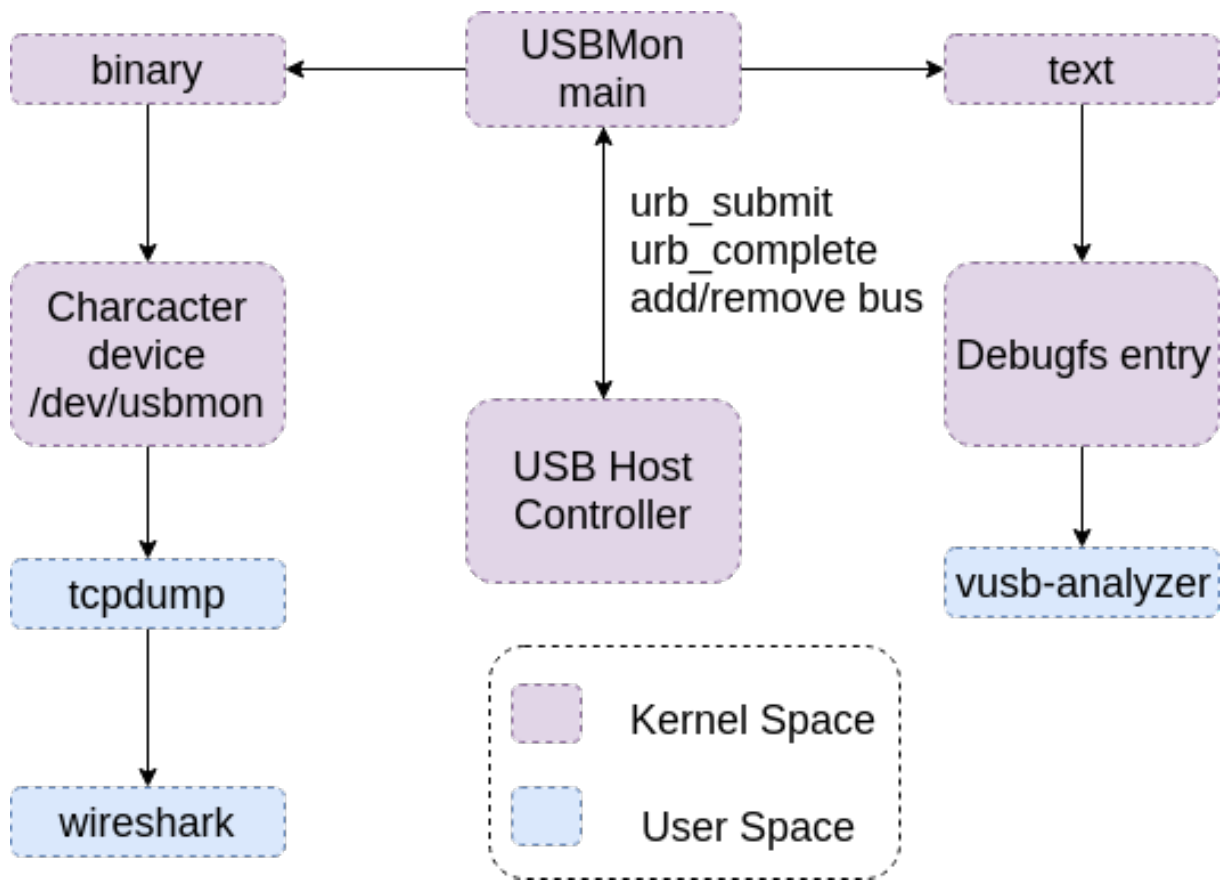 binary
USBMon
main
text
urb_submit
urb_complete
add/remove bus
Charcacter
device
/dev/usbmon
Debugfs entry
USB Host
Controller
tcpdump
vusb-analyzer
wireshark
Kernel Space
User Space